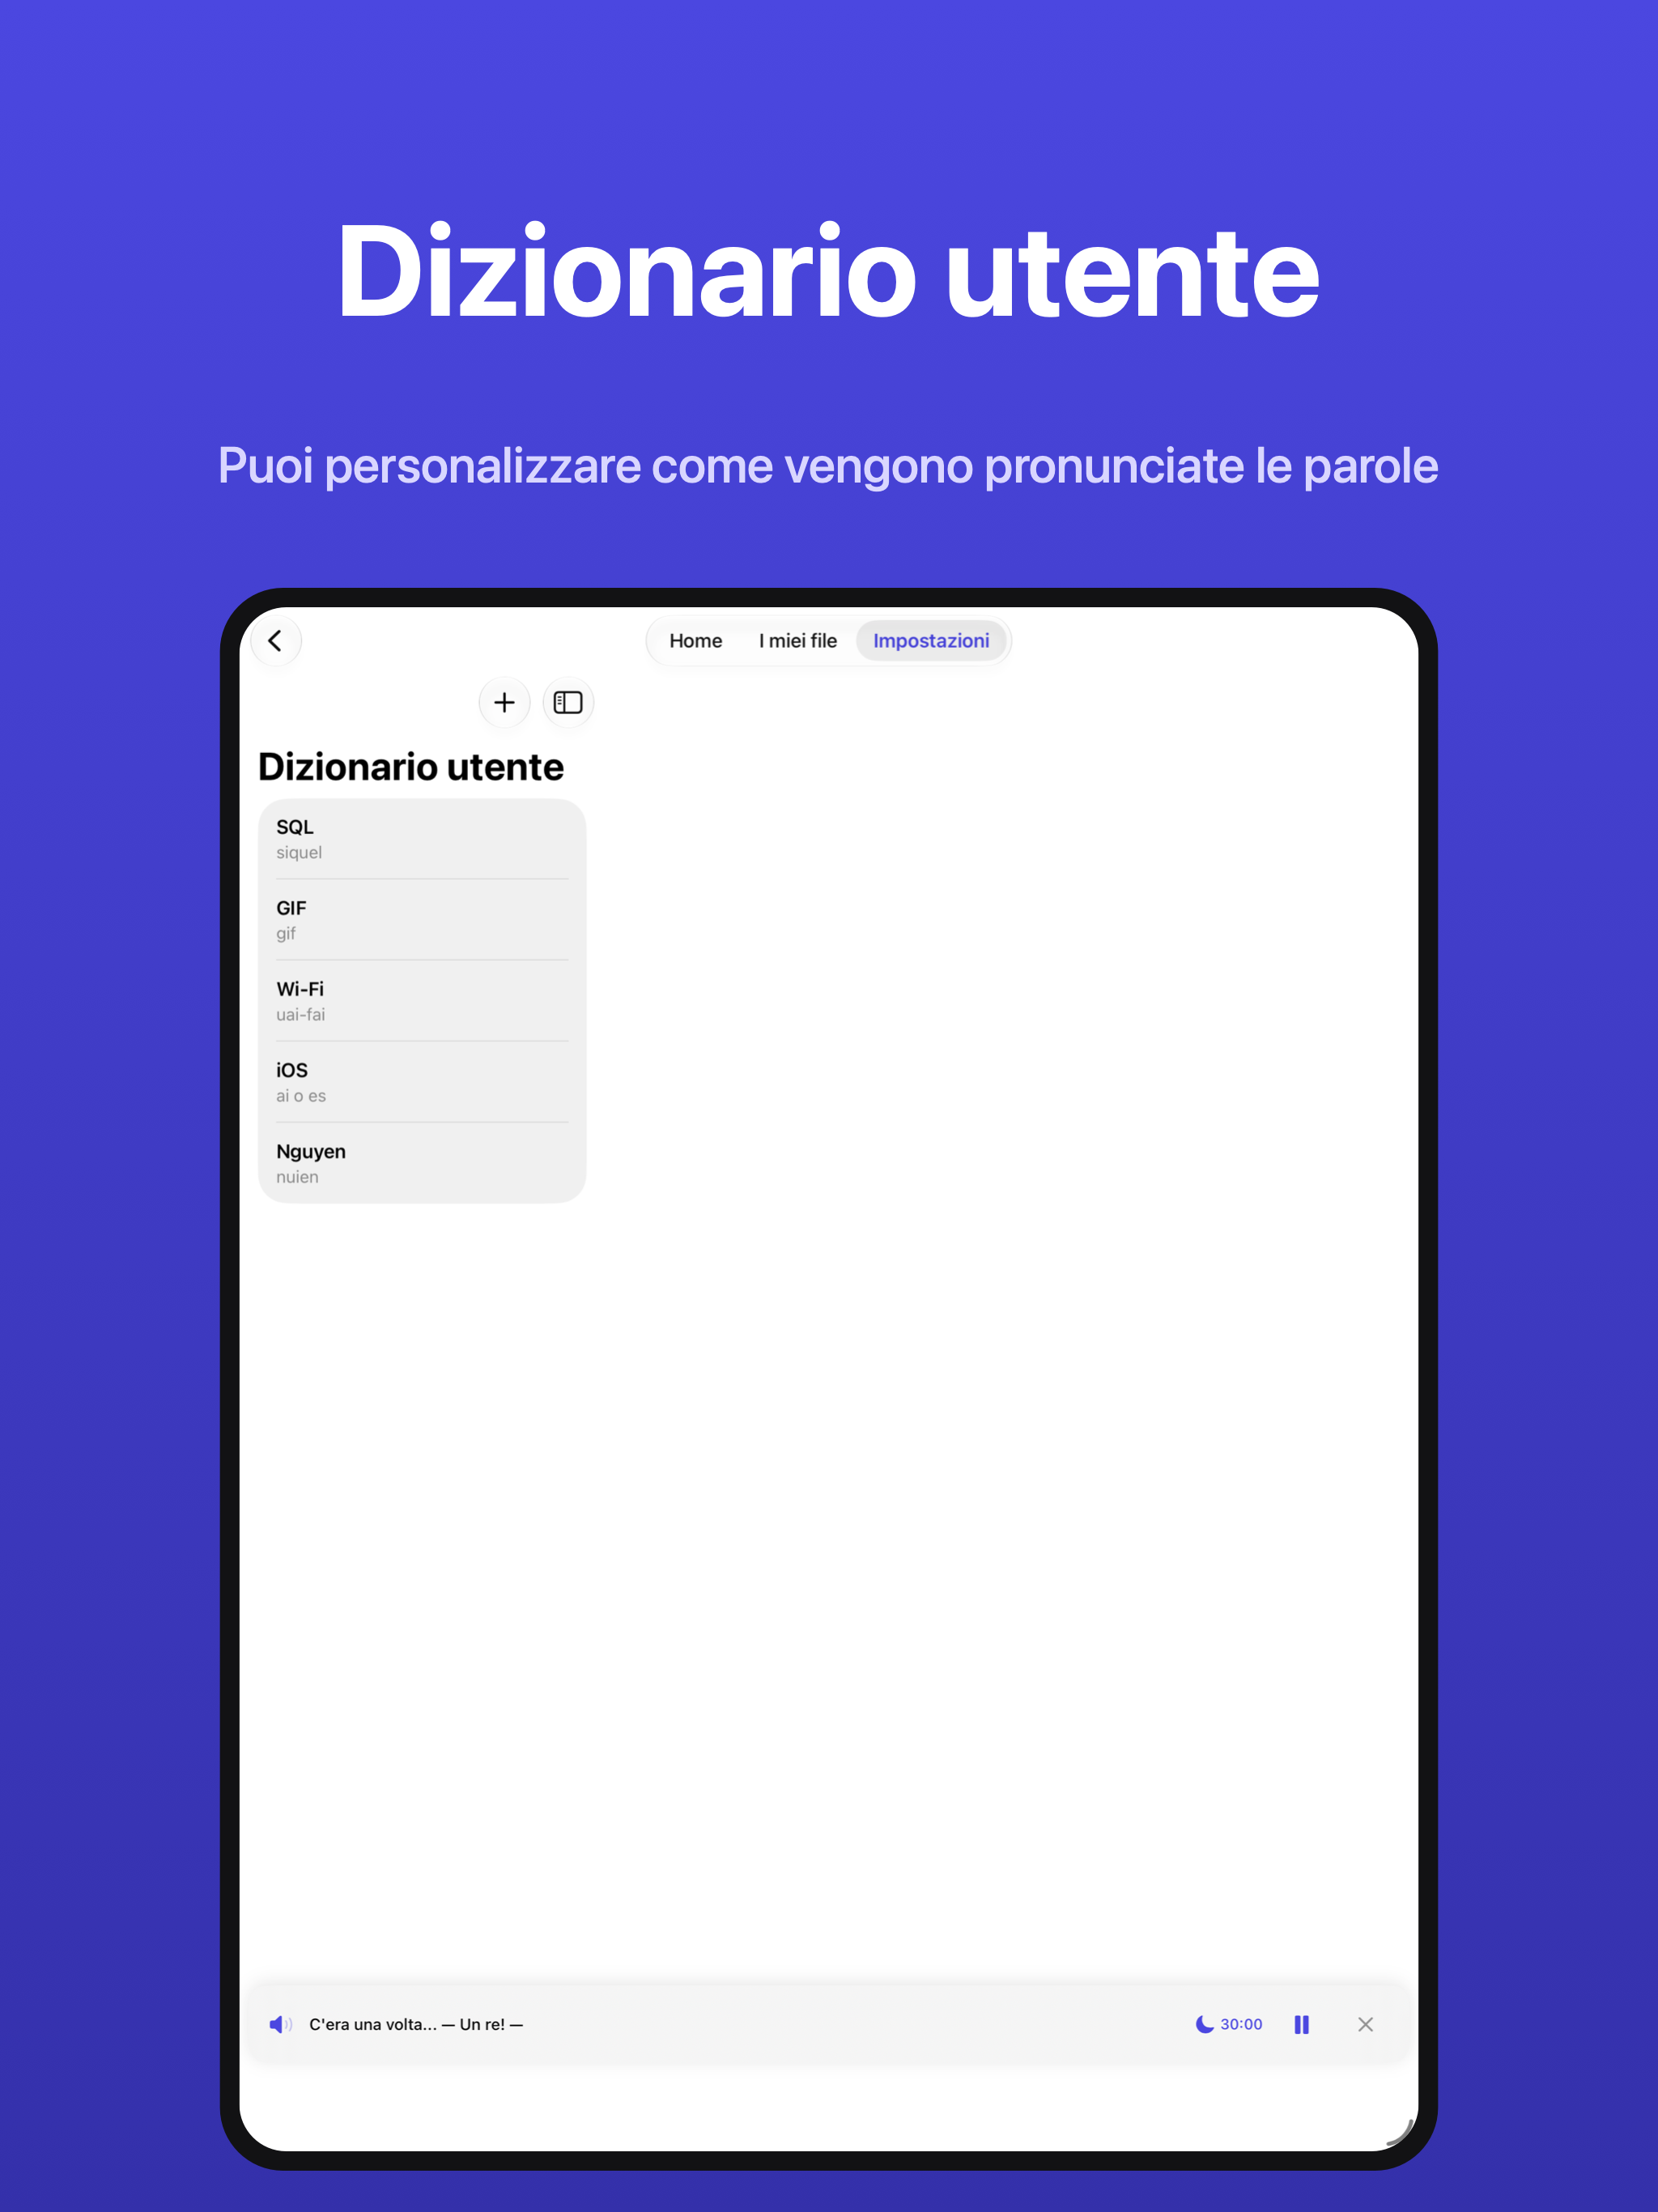 Dizionario utente
Puoi personalizzare come vengono pronunciate le parole
Home I miei file Impostazioni
Dizionario utente
SQL
siquel
GIF
gif
Wi-Fi
uai-fai
iOS
ai o es
Nguyen
nuien
C'era una volta... — Un re! — 30:00